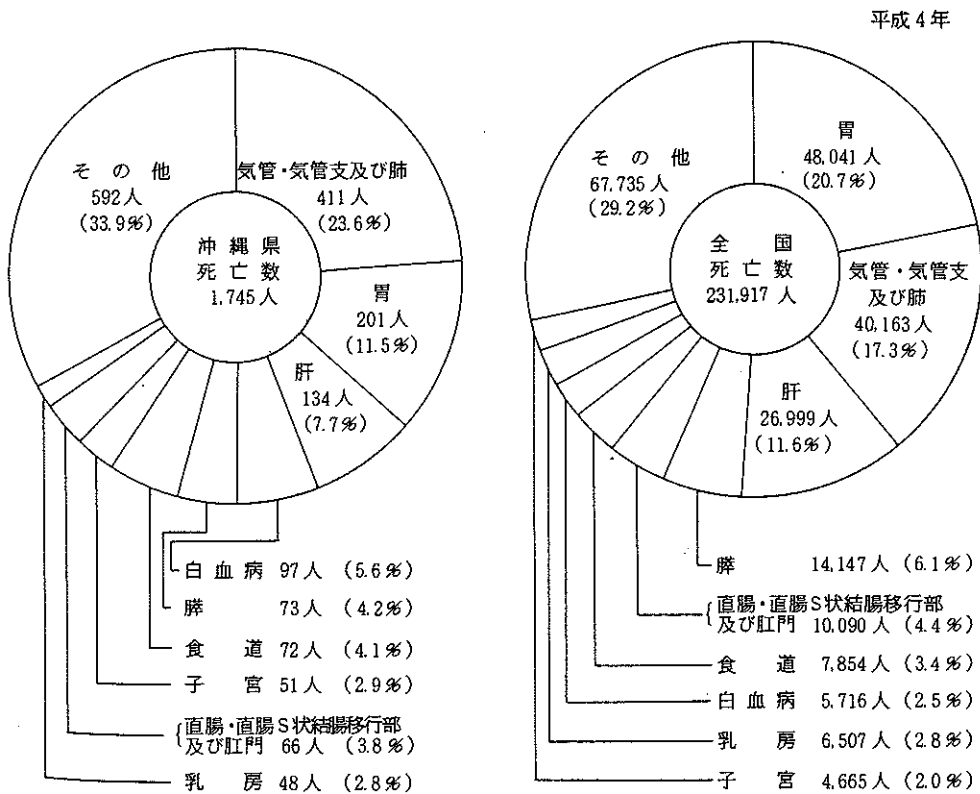 平成4年
その他
592人
(33.9%)
気管・気管支及び肺
411人
(23.6%)
沖縄県
死亡数
1,745人
胃
201人
(11.5%)
肝
134人
(7.7%)
白血病 97人 (5.6%)
膵 73人 (4.2%)
食道 72人 (4.1%)
子宮 51人 (2.9%)
直腸・直腸S状結腸移行部
及び肛門 66人 (3.8%)
乳房 48人 (2.8%)
その他
67,735人
(29.2%)
胃
48,041人
(20.7%)
全国
死亡数
231,917人
気管・気管支
及び肺
40,163人
(17.3%)
肝
26,999人
(11.6%)
膵 14,147人 (6.1%)
直腸・直腸S状結腸移行部
及び肛門 10,090人 (4.4%)
食道 7,854人 (3.4%)
白血病 5,716人 (2.5%)
乳房 6,507人 (2.8%)
子宮 4,665人 (2.0%)